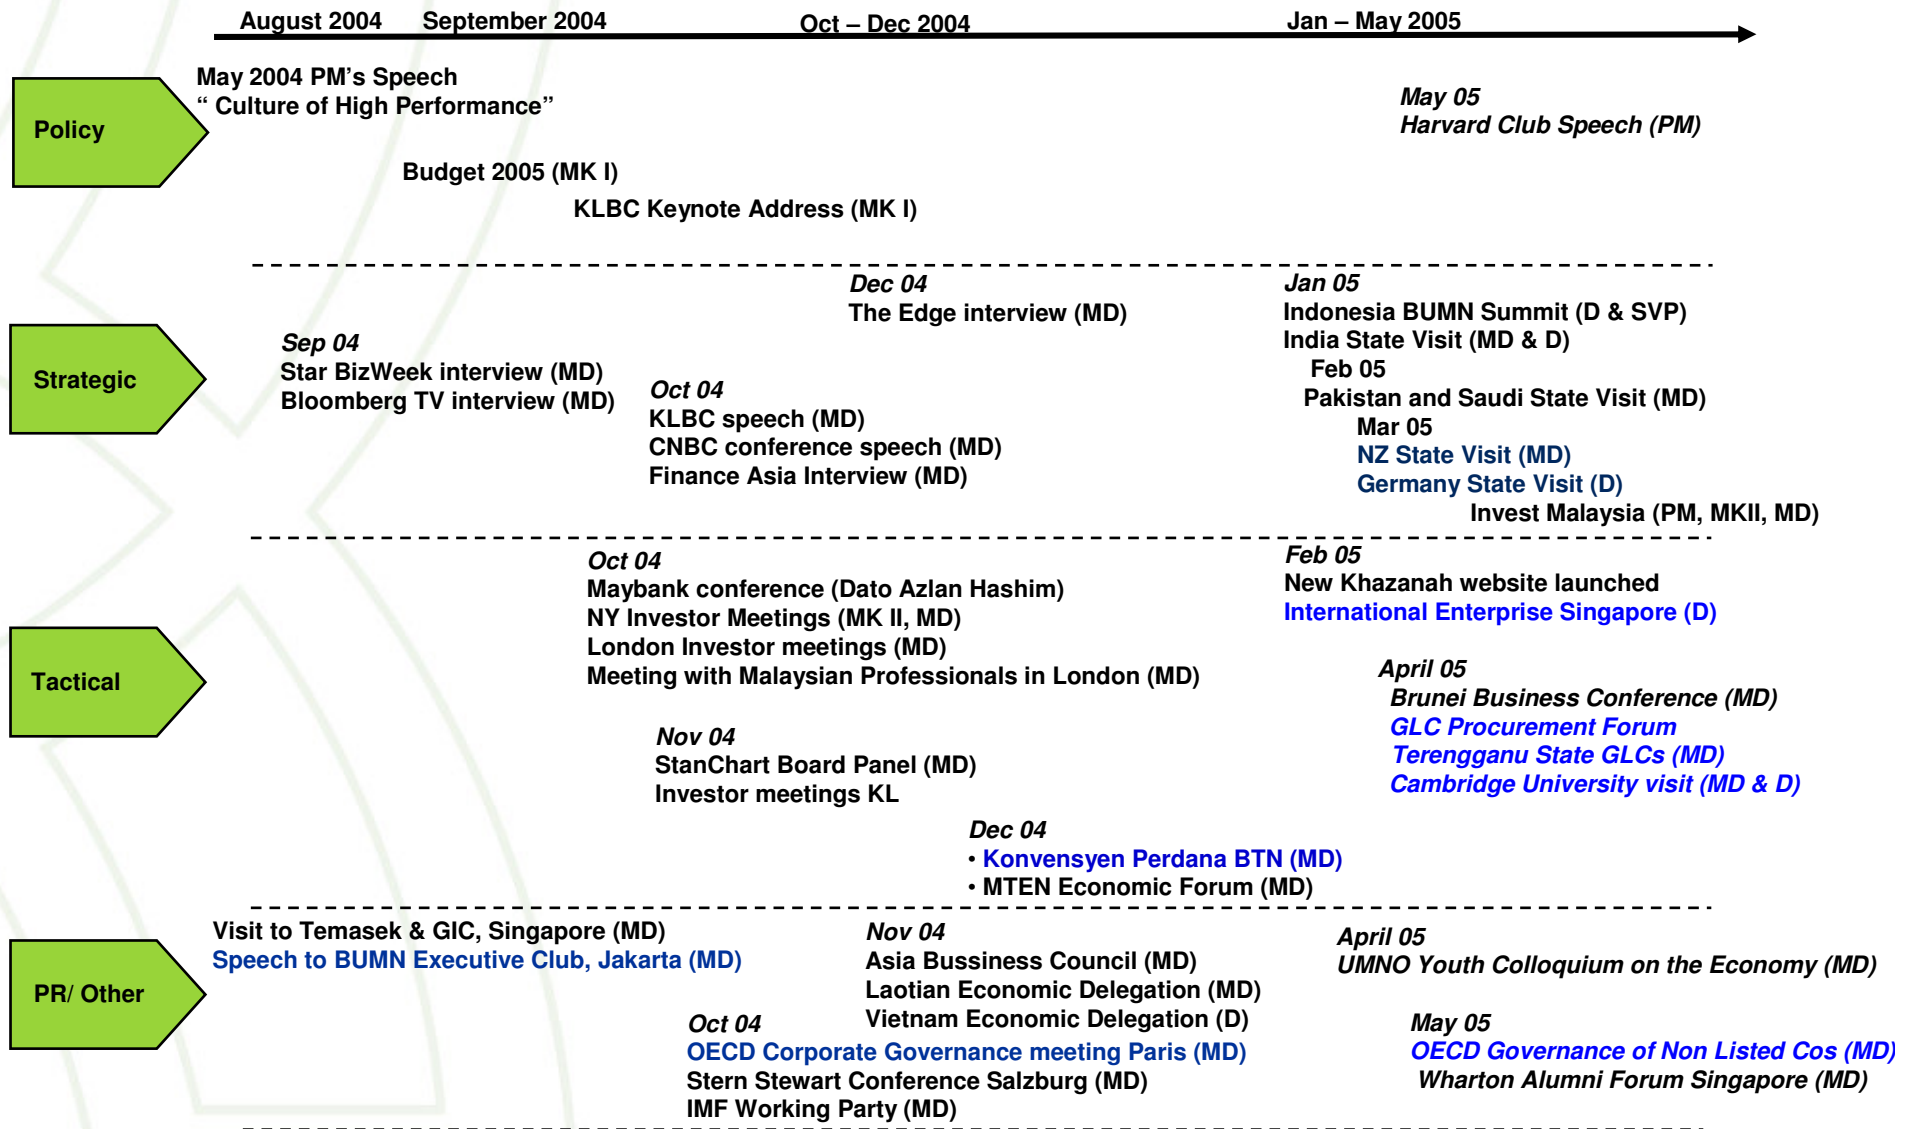 August 2004
September 2004
Oct – Dec 2004
Jan – May 2005
Policy
May 2004 PM’s Speech
“ Culture of High Performance”
Budget 2005 (MK I)
KLBC Keynote Address (MK I)
May 05
Harvard Club Speech (PM)
Strategic
Sep 04
Star BizWeek interview (MD)
Bloomberg TV interview (MD)
Oct 04
KLBC speech (MD)
CNBC conference speech (MD)
Finance Asia Interview (MD)
Dec 04
The Edge interview (MD)
Jan 05
Indonesia BUMN Summit (D & SVP)
India State Visit (MD & D)
Feb 05
Pakistan and Saudi State Visit (MD)
Mar 05
NZ State Visit (MD)
Germany State Visit (D)
Invest Malaysia (PM, MKII, MD)
Tactical
Oct 04
Maybank conference (Dato Azlan Hashim)
NY Investor Meetings (MK II, MD)
London Investor meetings (MD)
Meeting with Malaysian Professionals in London (MD)
Nov 04
StanChart Board Panel (MD)
Investor meetings KL
Dec 04
• Konvensyen Perdana BTN (MD)
• MTEN Economic Forum (MD)
Feb 05
New Khazanah website launched
International Enterprise Singapore (D)
April 05
Brunei Business Conference (MD)
GLC Procurement Forum
Terengganu State GLCs (MD)
Cambridge University visit (MD & D)
PR/ Other
Visit to Temasek & GIC, Singapore (MD)
Speech to BUMN Executive Club, Jakarta (MD)
Nov 04
Asia Bussiness Council (MD)
Laotian Economic Delegation (MD)
Vietnam Economic Delegation (D)
Oct 04
OECD Corporate Governance meeting Paris (MD)
Stern Stewart Conference Salzburg (MD)
IMF Working Party (MD)
April 05
UMNO Youth Colloquium on the Economy (MD)
May 05
OECD Governance of Non Listed Cos (MD)
Wharton Alumni Forum Singapore (MD)